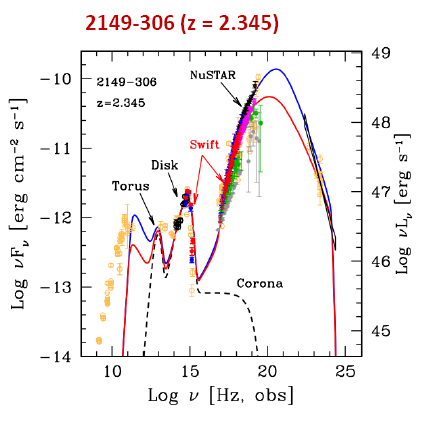 2149-306 (z = 2.345)
49
−10
2149−306
NuSTAR
z=2.345
48
−11
Swift
Disk
47
Torus
−12
46
Corona
−13
45
−14
10 15 20 25
Log ν [Hz, obs]
Log νFν [erg cm⁻² s⁻¹]
Log νLν [erg s⁻¹]